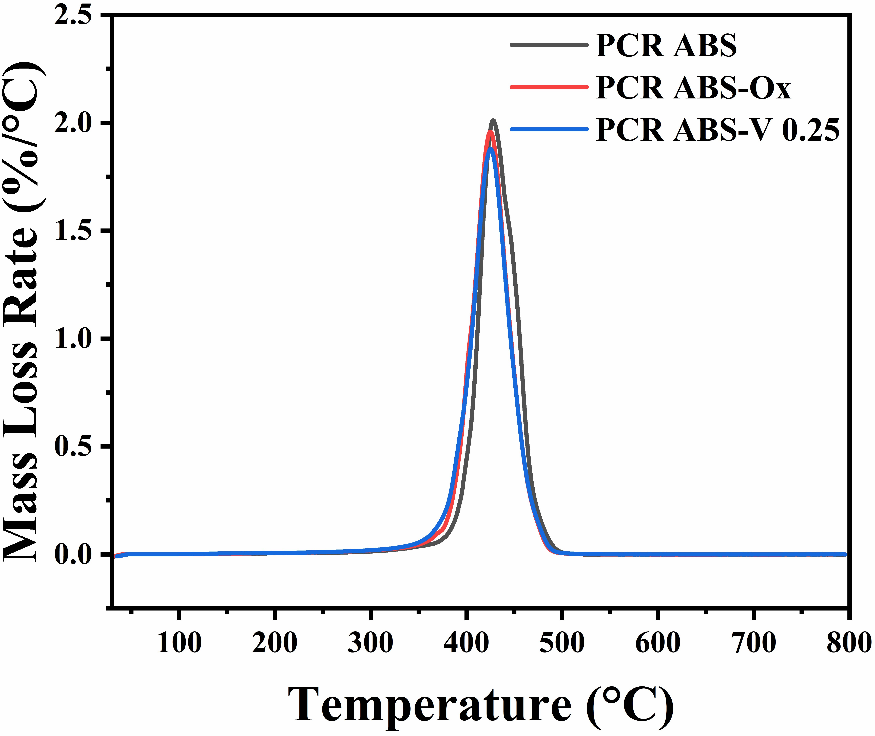 2.5
2.0
1.5
1.0
0.5
0.0
Mass Loss Rate (%/°C)
PCR ABS
PCR ABS-Ox
PCR ABS-V 0.25
100 200 300 400 500 600 700 800
Temperature (°C)